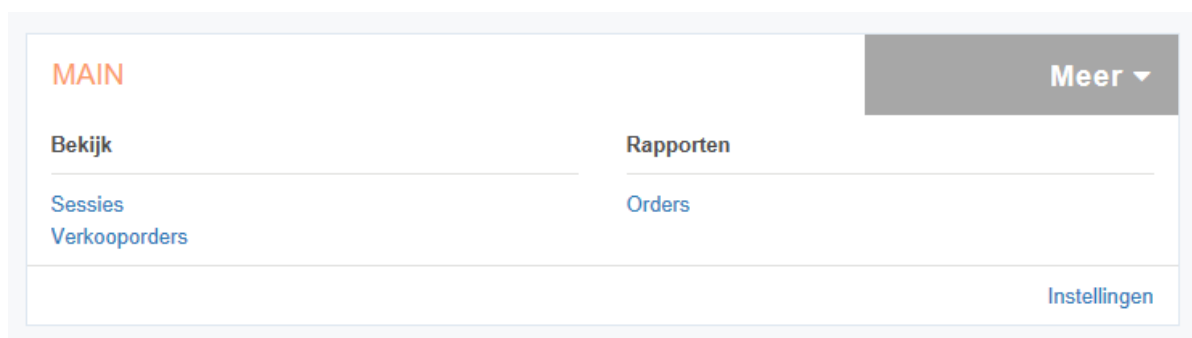 MAIN
Meer
Bekijk
Rapporten
Sessies
Orders
Verkooporders
Instellingen